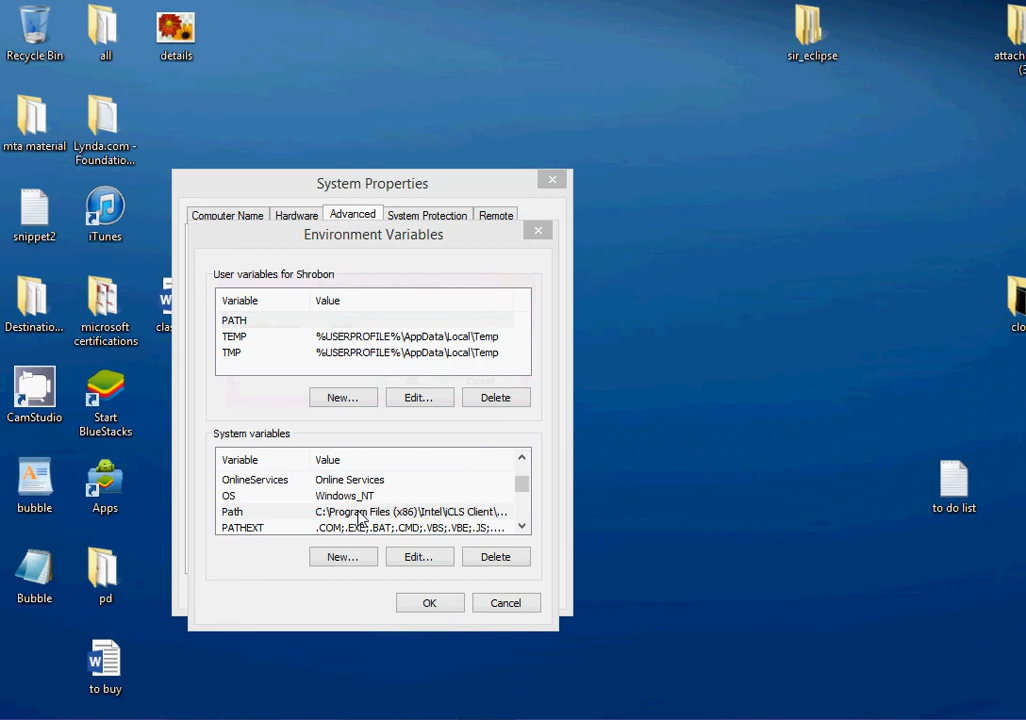 Recycle Bin
all
details
sir_eclipse
attach
(3
mta material
Lynda.com -
Foundatio...
snippet2
iTunes
Destinatio...
microsoft
certifications
clas
clo
CamStudio
Start
BlueStacks
bubble
Apps
to do list
Bubble
pd
to buy
System Properties
Computer Name
Hardware
Advanced
System Protection
Remote
Environment Variables
User variables for Shrobon
Variable Value
PATH
TEMP %USERPROFILE%\AppData\Local\Temp
TMP %USERPROFILE%\AppData\Local\Temp
New...
Edit...
Delete
System variables
Variable Value
OnlineServices Online Services
OS Windows_NT
Path C:\Program Files (x86)\Intel\iCLS Client\...
PATHEXT .COM;.EXE;.BAT;.CMD;.VBS;.VBE;.JS;....
New...
Edit...
Delete
OK
Cancel